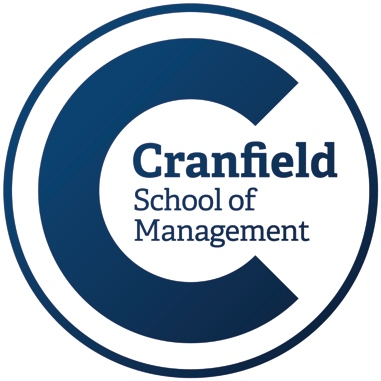 Cranfield
School of
Management